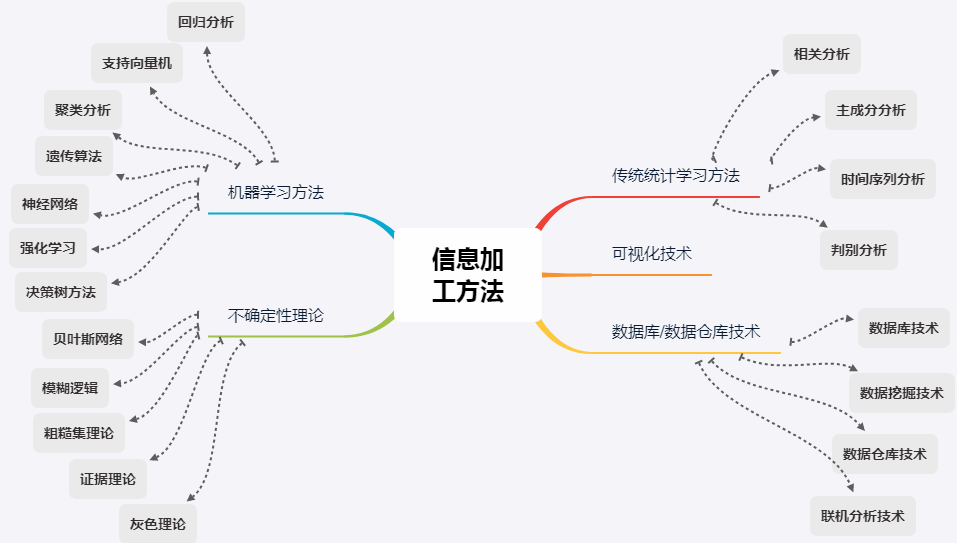 信息加
工方法
机器学习方法
回归分析
支持向量机
聚类分析
遗传算法
神经网络
强化学习
决策树方法
不确定性理论
贝叶斯网络
模糊逻辑
粗糙集理论
证据理论
灰色理论
传统统计学习方法
相关分析
主成分分析
时间序列分析
判别分析
可视化技术
数据库/数据仓库技术
数据库技术
数据挖掘技术
数据仓库技术
联机分析技术